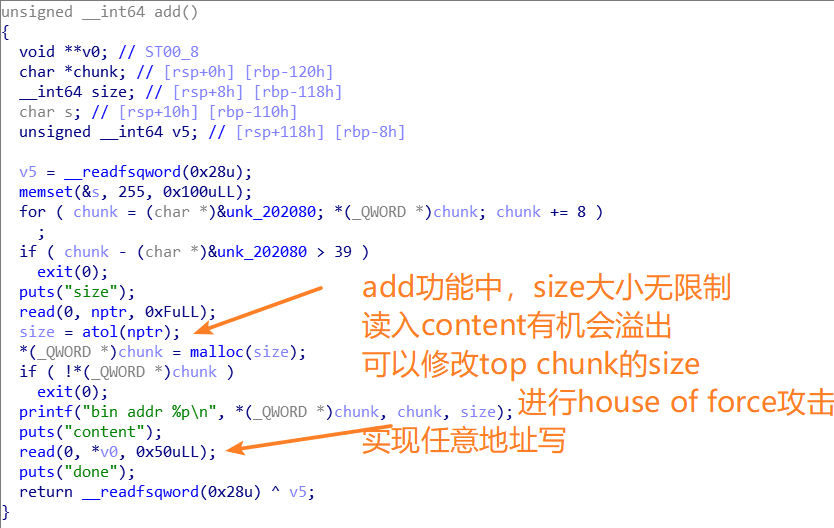 unsigned __int64 add()
{
  void **v0; // ST00_8
  char *chunk; // [rsp+0h] [rbp-120h]
  __int64 size; // [rsp+8h] [rbp-118h]
  char s; // [rsp+10h] [rbp-110h]
  unsigned __int64 v5; // [rsp+118h] [rbp-8h]
  v5 = __readfsqword(0x28u);
  memset(&s, 255, 0x100uLL);
  for ( chunk = (char *)&unk_202080; *(_QWORD *)chunk; chunk += 8 )
    ;
  if ( chunk - (char *)&unk_202080 > 39 )
    exit(0);
  puts("size");
  read(0, nptr, 0xFuLL);
  size = atol(nptr);
  *(_QWORD *)chunk = malloc(size);
  if ( !*(_QWORD *)chunk )
    exit(0);
  printf("bin addr %p\n", *(_QWORD *)chunk, chunk, size);
  puts("content");
  read(0, *v0, 0x50uLL);
  puts("done");
  return __readfsqword(0x28u) ^ v5;
}
add功能中，size大小无限制
读入content有机会溢出
可以修改top chunk的size
进行house of force攻击
实现任意地址写